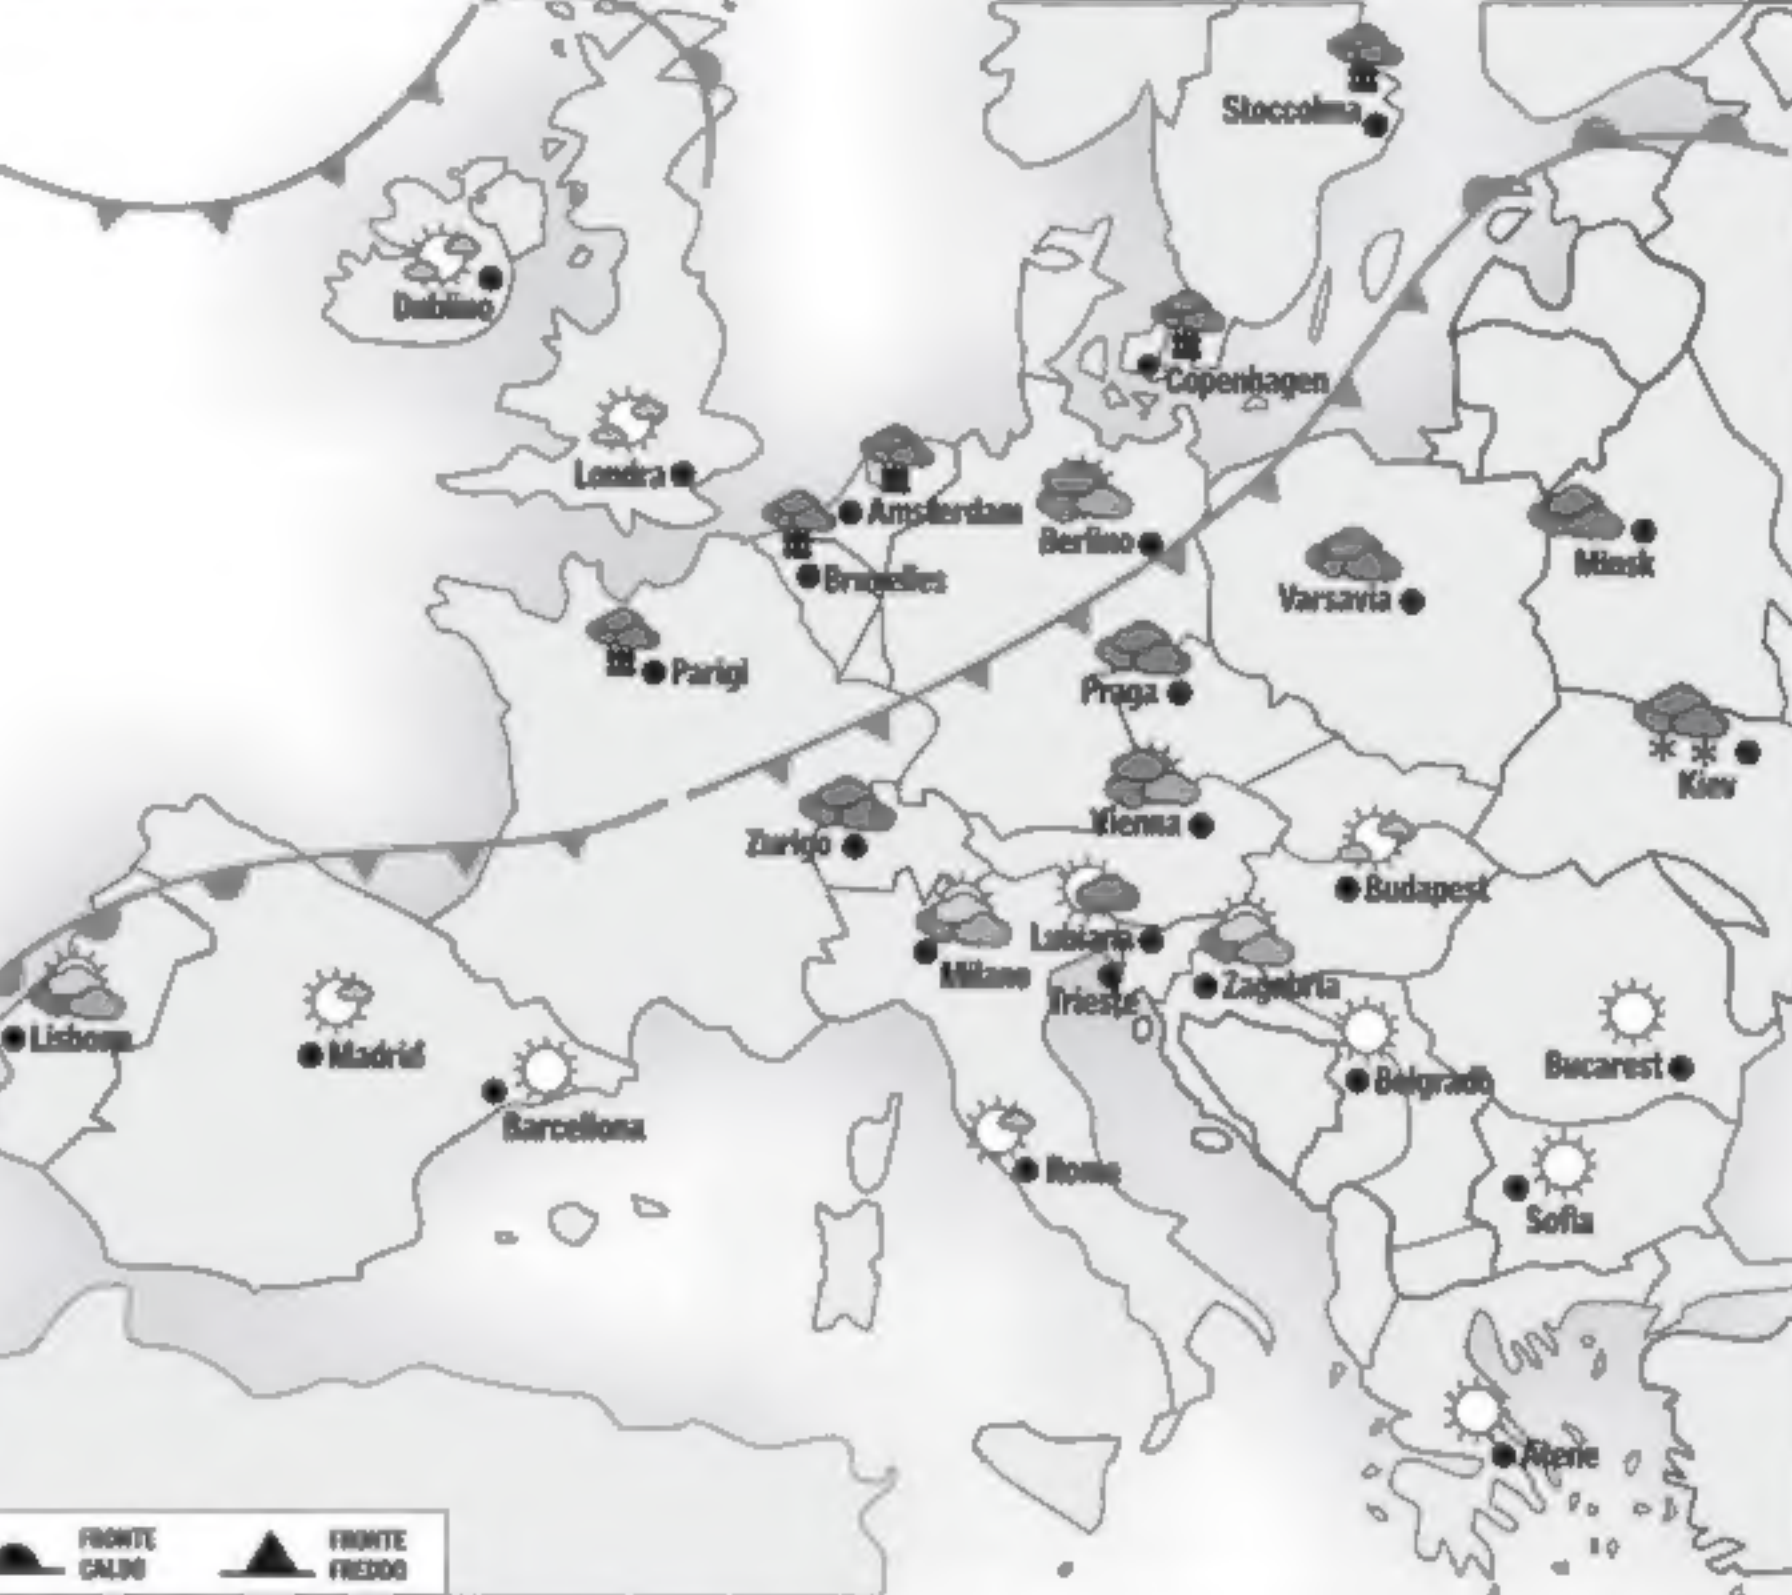 Stoccolma
Dublino
Copenhagen
Londra
Amsterdam
Berlino
Minsk
Bruxelles
Varsavia
Parigi
Praga
Kiev
Vienna
Zurigo
Budapest
Lubiana
Milano
Zagabria
Trieste
Lisbona
Madrid
Bucarest
Belgrado
Barcellona
Roma
Sofia
Atene
FRONTE
CALDO
FRONTE
FREDDO